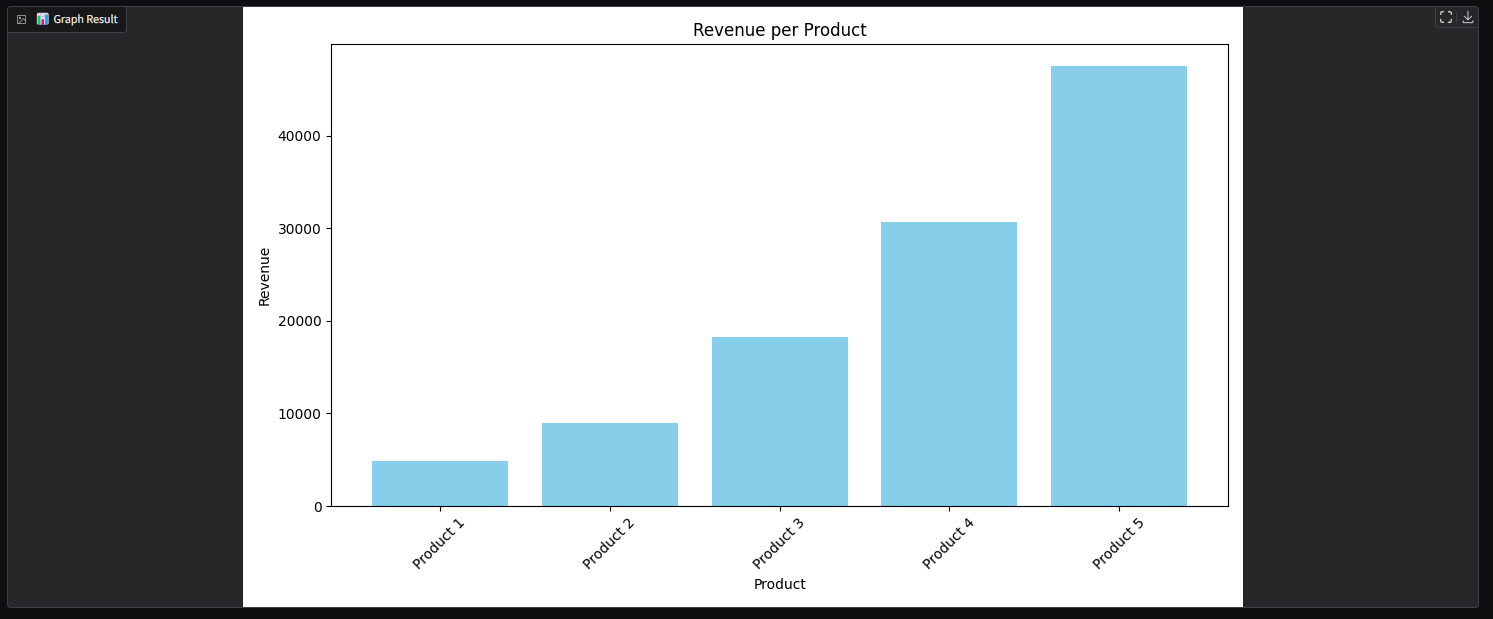 📊 Graph Result
Revenue per Product
Revenue
40000
30000
20000
10000
0
Product 1
Product 2
Product 3
Product 4
Product 5
Product